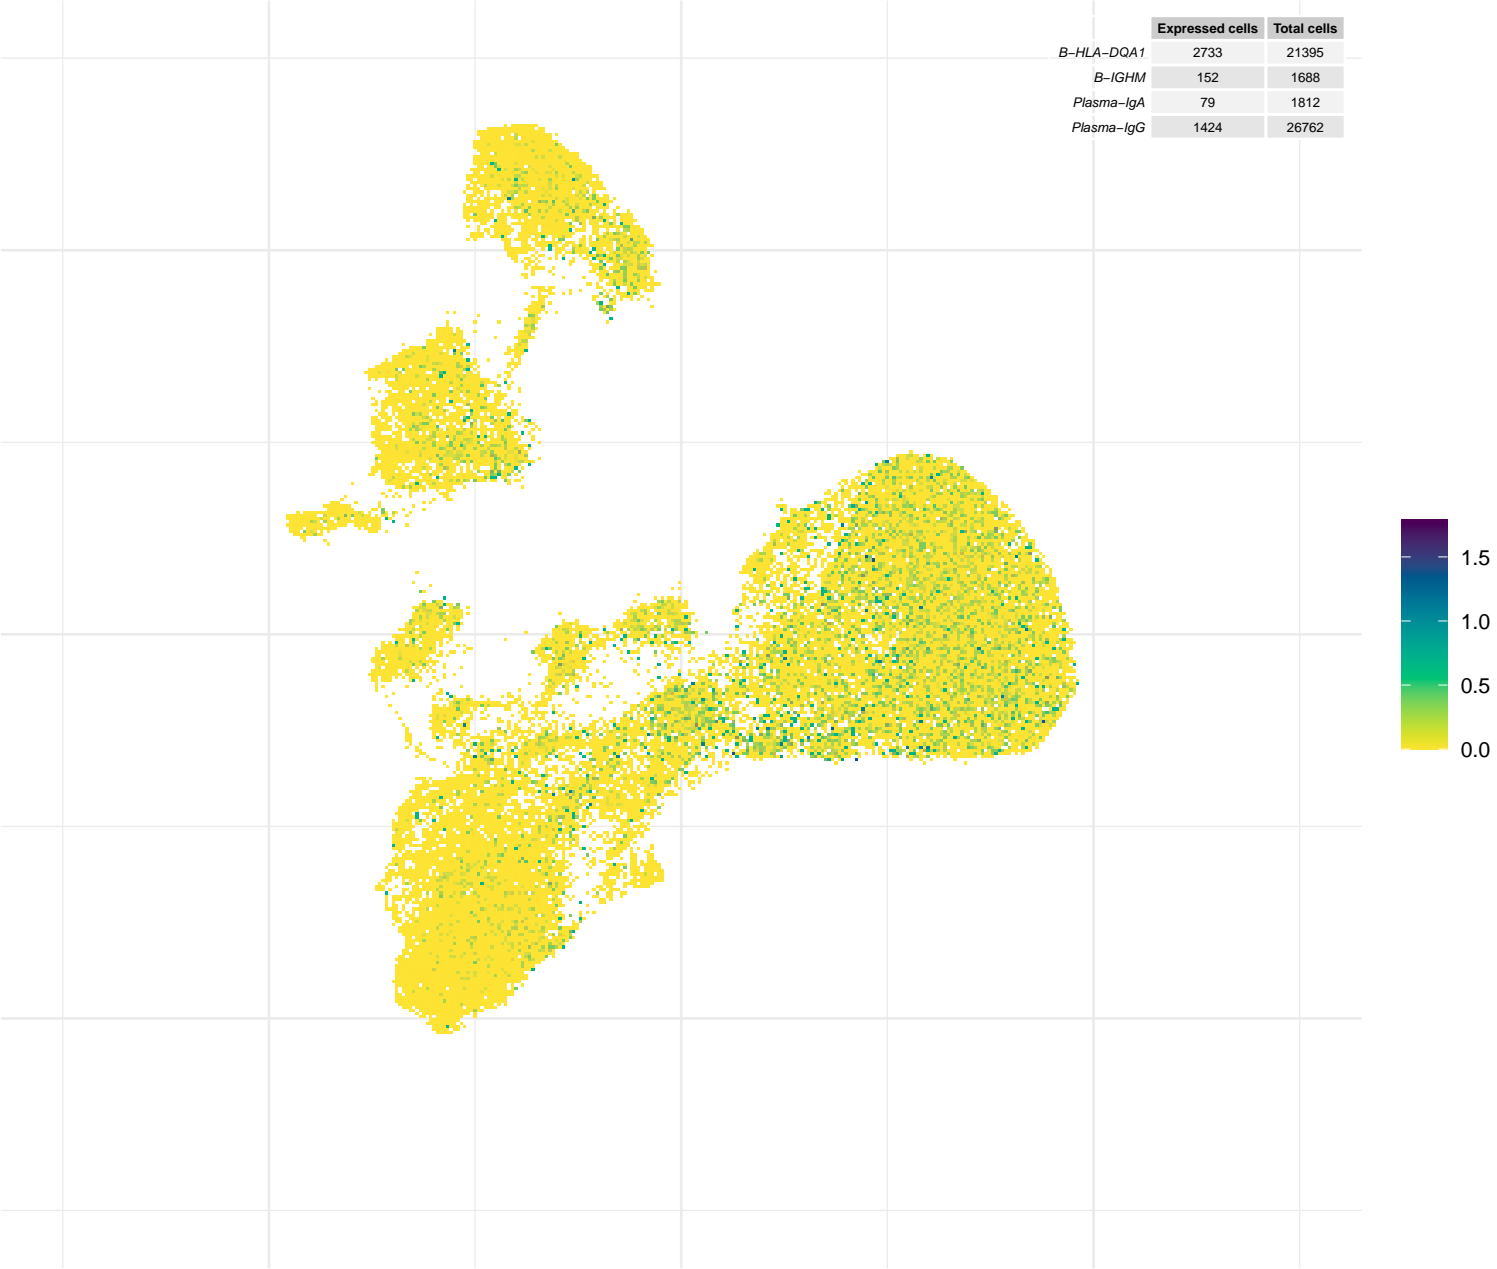 Expressed cells Total cells
B−HLA−DQA1 2733 21395
B−IGHM 152 1688
Plasma−IgA 79 1812
Plasma−IgG 1424 26762
1.5
1.0
0.5
0.0